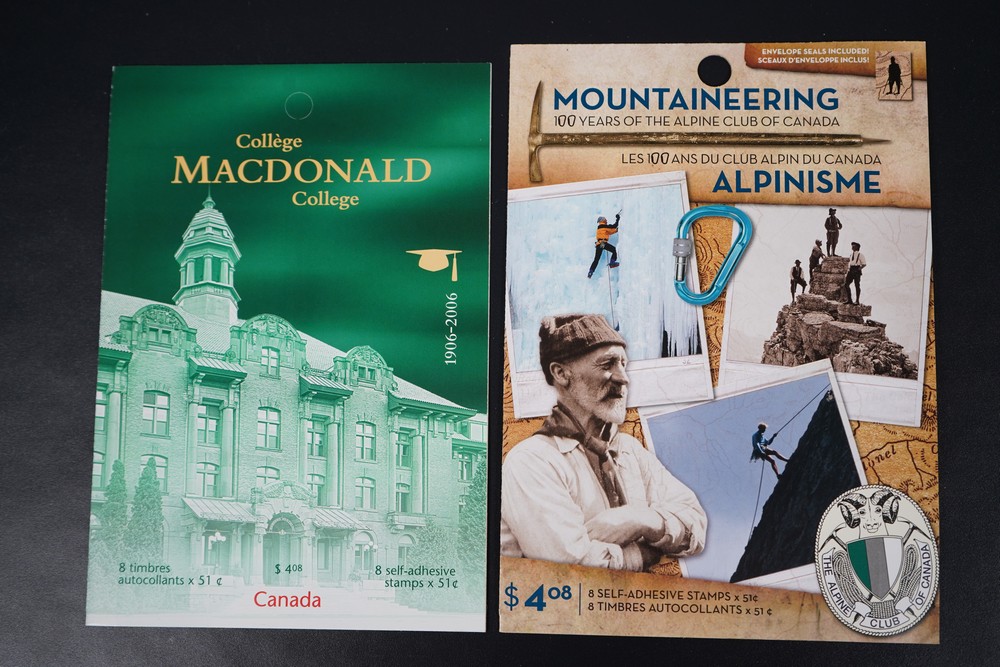 Collège
MACDONALD
College
1906-2006
8 timbres
autocollants x 51 ¢
$ 4 08
8 self-adhesive
stamps x 51 ¢
Canada
ENVELOPE SEALS INCLUDED!
SCEAUX D'ENVELOPPE INCLUS!
MOUNTAINEERING
100 YEARS OF THE ALPINE CLUB OF CANADA
LES 100 ANS DU CLUB ALPIN DU CANADA
ALPINISME
onel
$ 4 08
8 SELF-ADHESIVE STAMPS x 51¢
8 TIMBRES AUTOCOLLANTS x 51 ¢
THE ALPINE CLUB OF CANADA